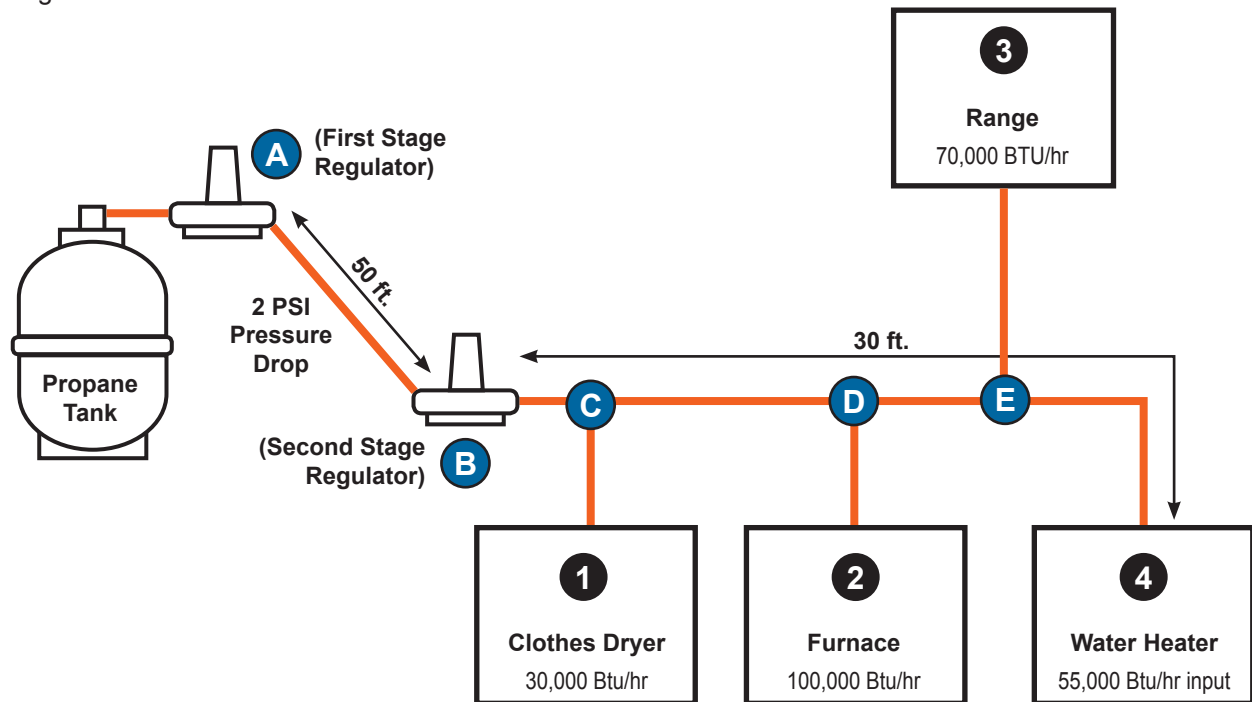 3
Range
70,000 BTU/hr
A
(First Stage
Regulator)
50 ft.
2 PSI
Pressure
Drop
Propane
Tank
30 ft.
C
D
E
(Second Stage
Regulator)
B
1
Clothes Dryer
30,000 Btu/hr
2
Furnace
100,000 Btu/hr
4
Water Heater
55,000 Btu/hr input